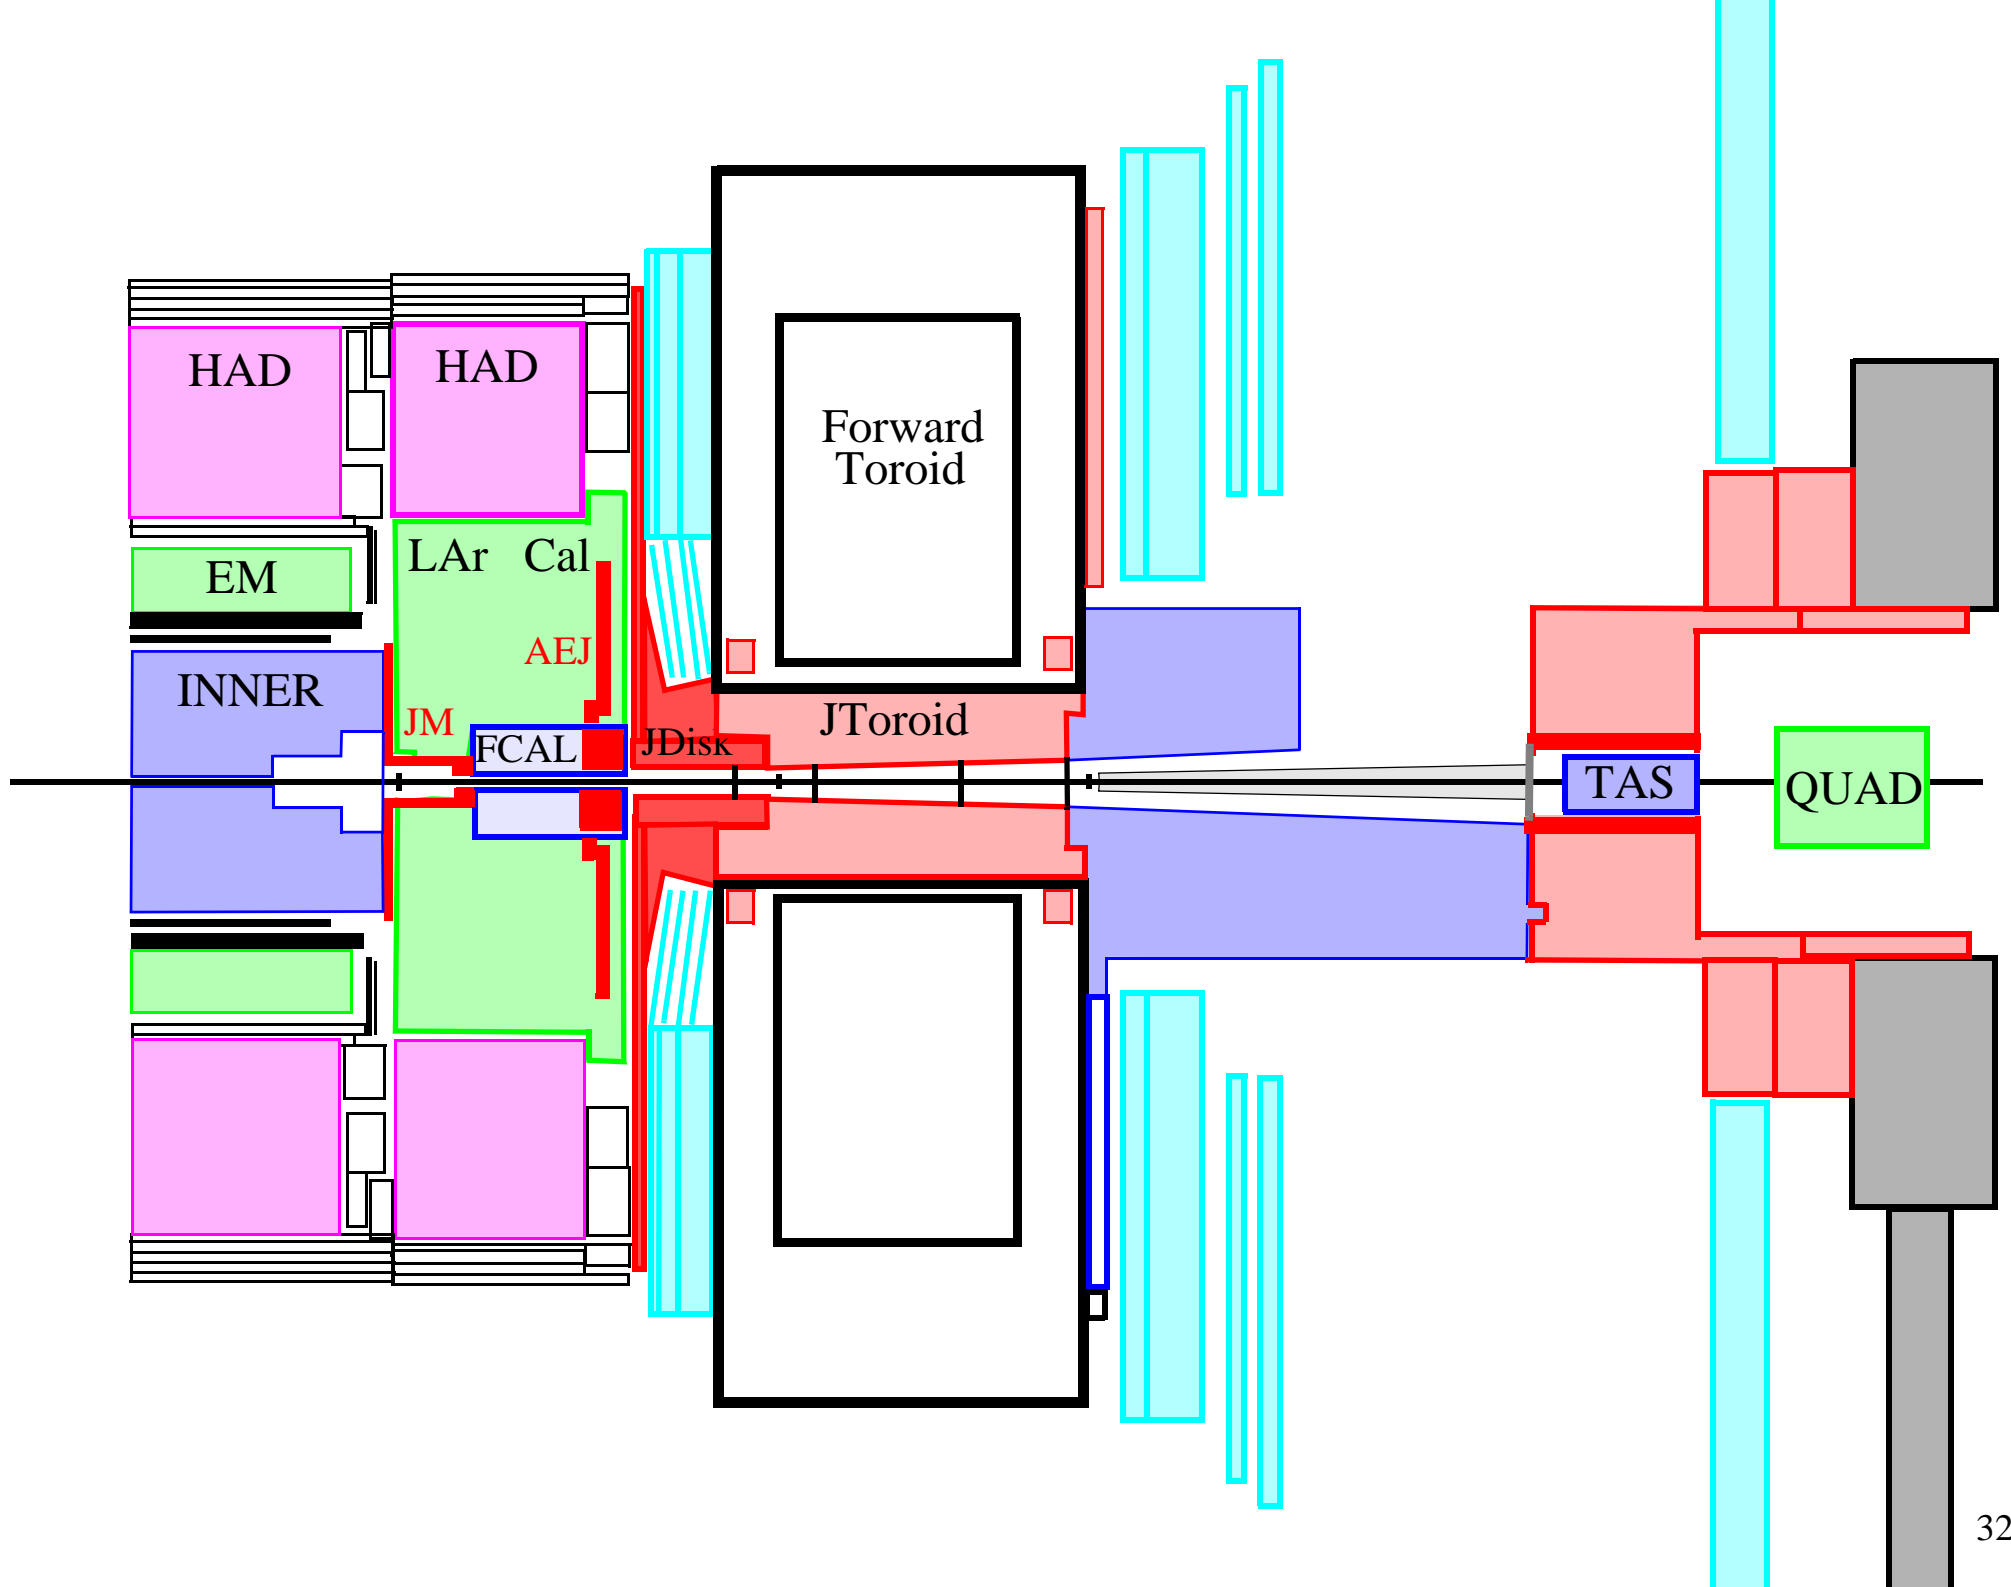 HAD
HAD
Forward
Toroid
LAr Cal
EM
AEJ
INNER
JM
JToroid
FCAL
JDisk
TAS
QUAD
32